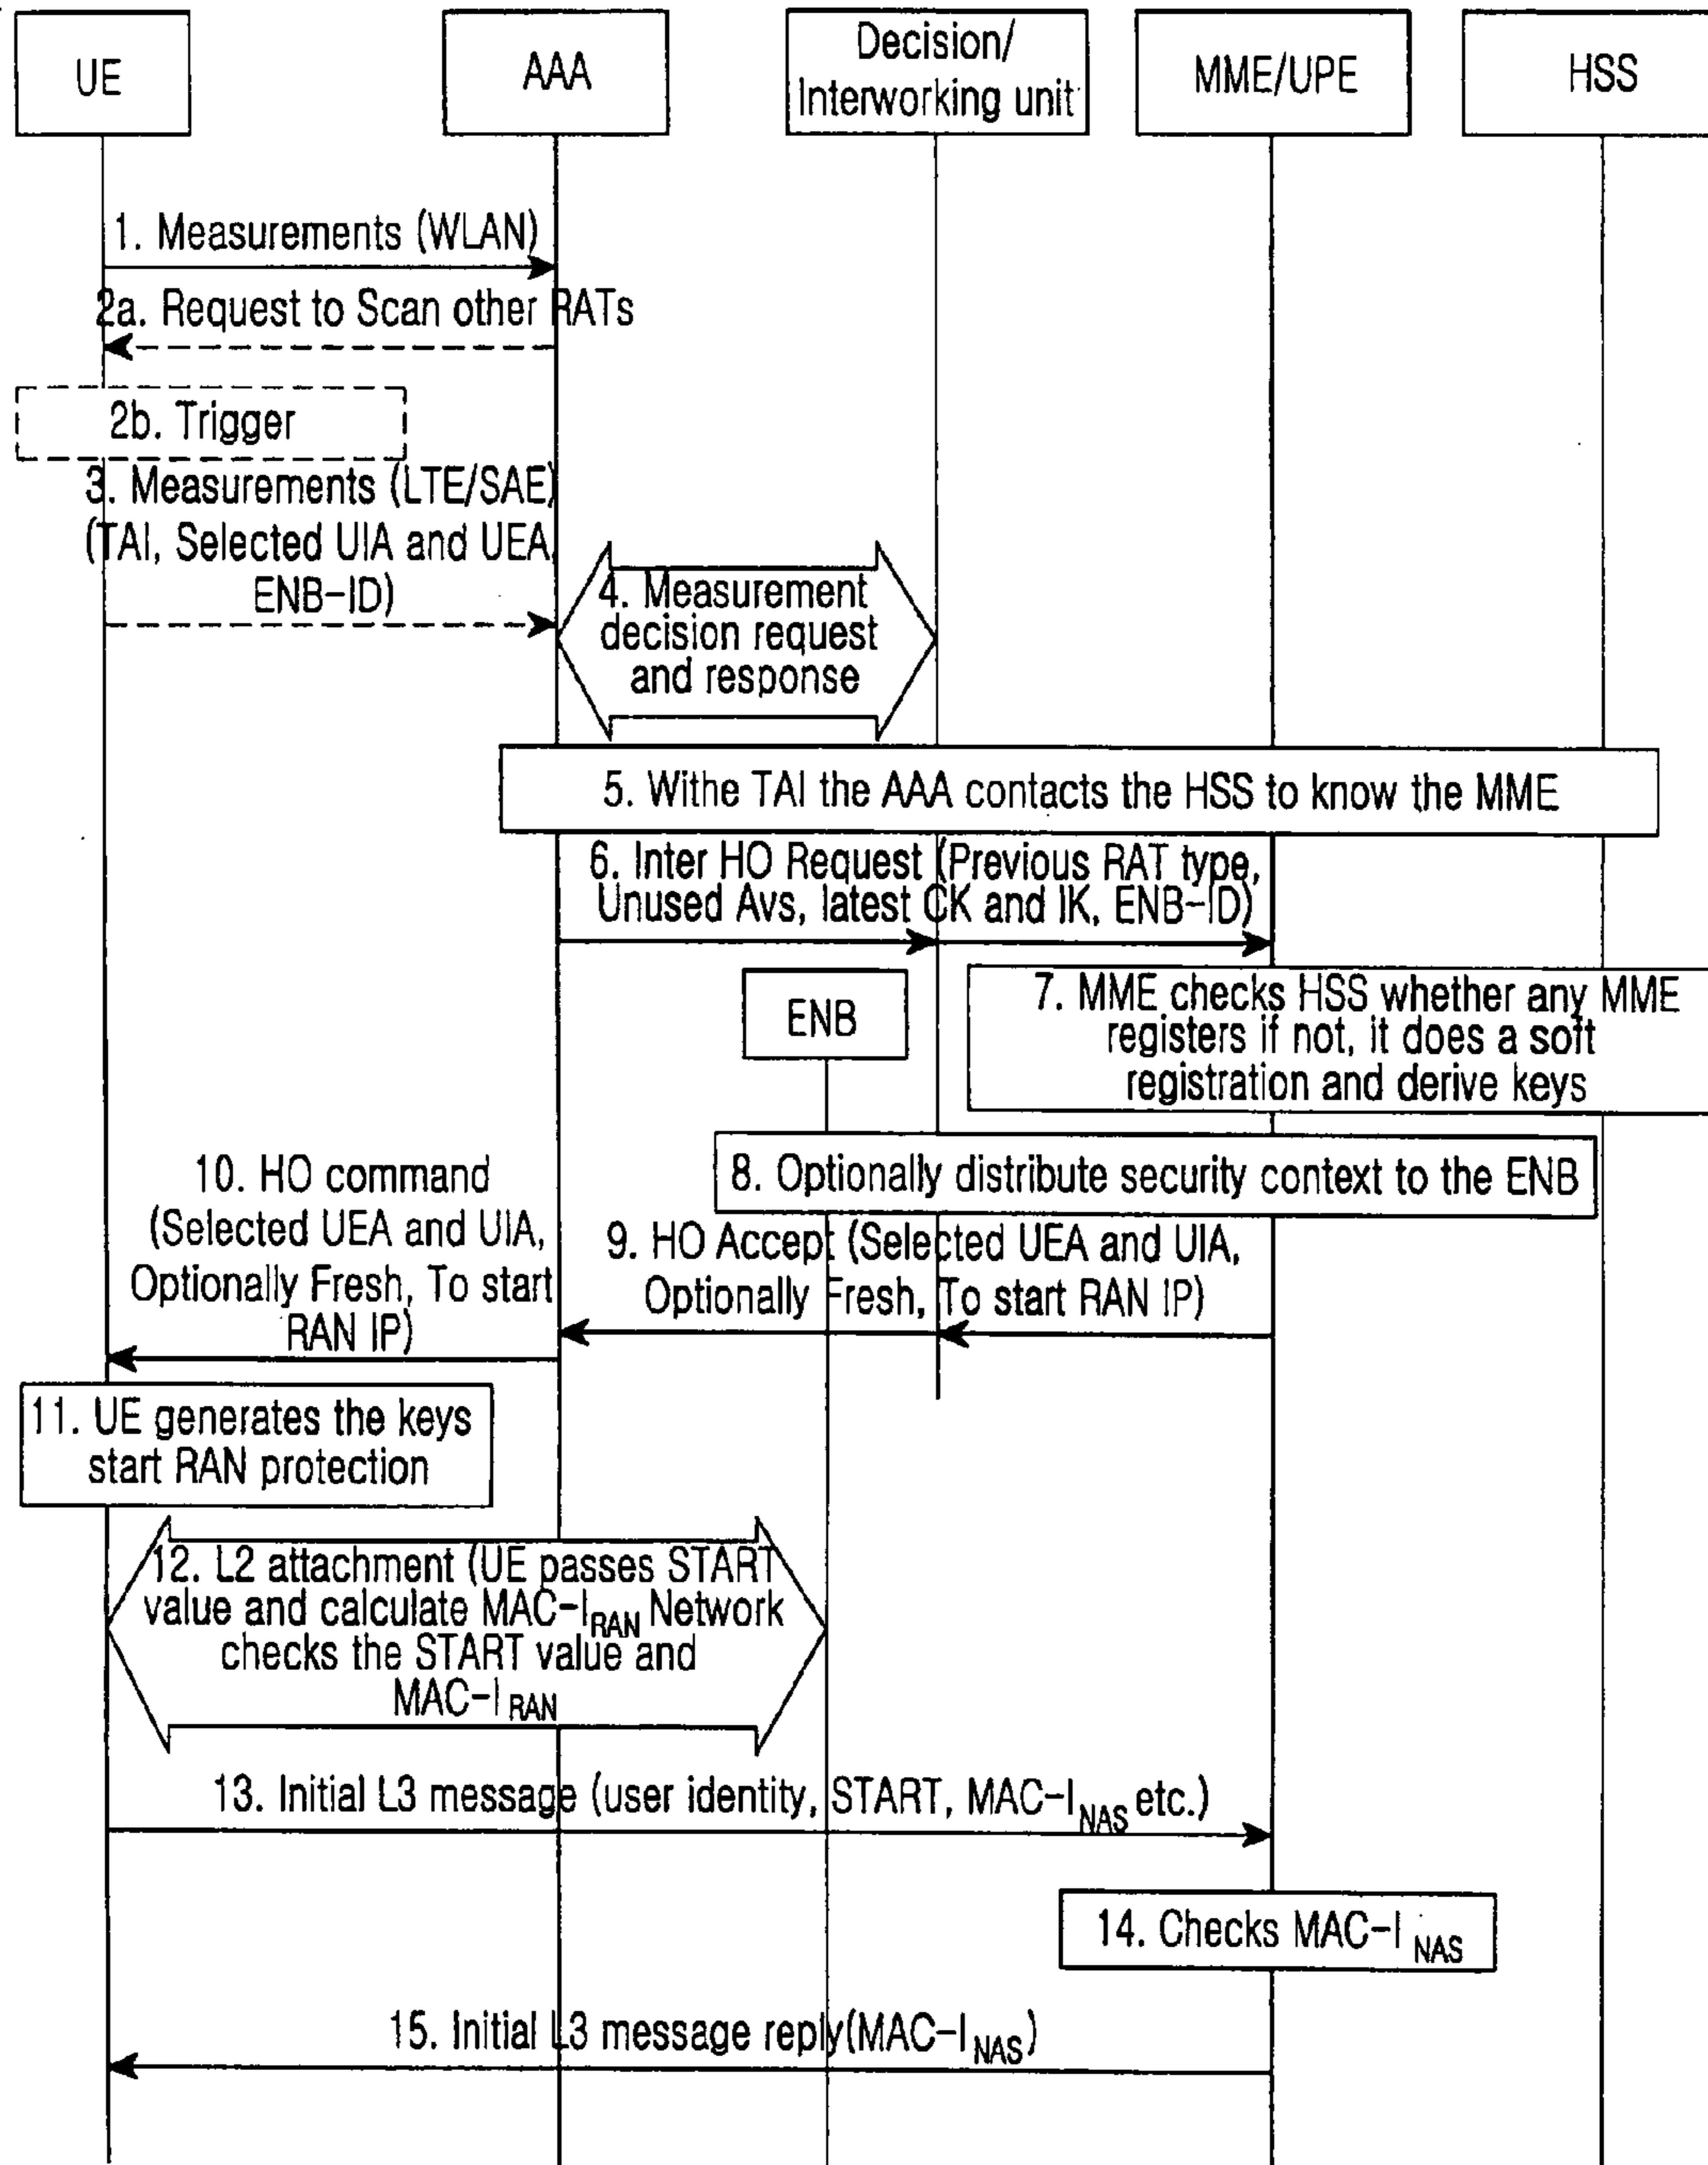 UE
AAA
Decision/
Interworking unit
MME/UPE
HSS
1. Measurements (WLAN)
2a. Request to Scan other RATs
2b. Trigger
3. Measurements (LTE/SAE)
(TAI, Selected UIA and UEA,
ENB-ID)
4. Measurement
decision request
and response
5. Withe TAI the AAA contacts the HSS to know the MME
6. Inter HO Request (Previous RAT type,
Unused Avs, latest CK and IK, ENB-ID)
ENB
7. MME checks HSS whether any MME
registers if not, it does a soft
registration and derive keys
8. Optionally distribute security context to the ENB
9. HO Accept (Selected UEA and UIA,
Optionally Fresh, To start RAN IP)
10. HO command
(Selected UEA and UIA,
Optionally Fresh, To start
RAN IP)
11. UE generates the keys
start RAN protection
12. L2 attachment (UE passes START
value and calculate MAC-I RAN Network
checks the START value and
MAC-I RAN
13. Initial L3 message (user identity, START, MAC-I NAS etc.)
14. Checks MAC-I NAS
15. Initial L3 message reply(MAC-I NAS)